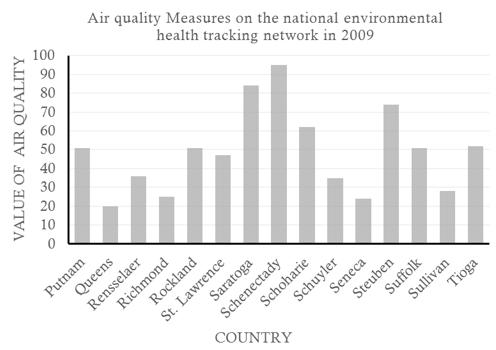 Air quality Measures on the national environmental
health tracking network in 2009
VALUE OF AIR QUALITY
100
90
80
70
60
50
40
30
20
10
0
Putnam
Queens
Rensselaer
Richmond
Rockland
St. Lawrence
Saratoga
Schenectady
Schoharie
Schuyler
Seneca
Steuben
Suffolk
Sullivan
Tioga
COUNTRY